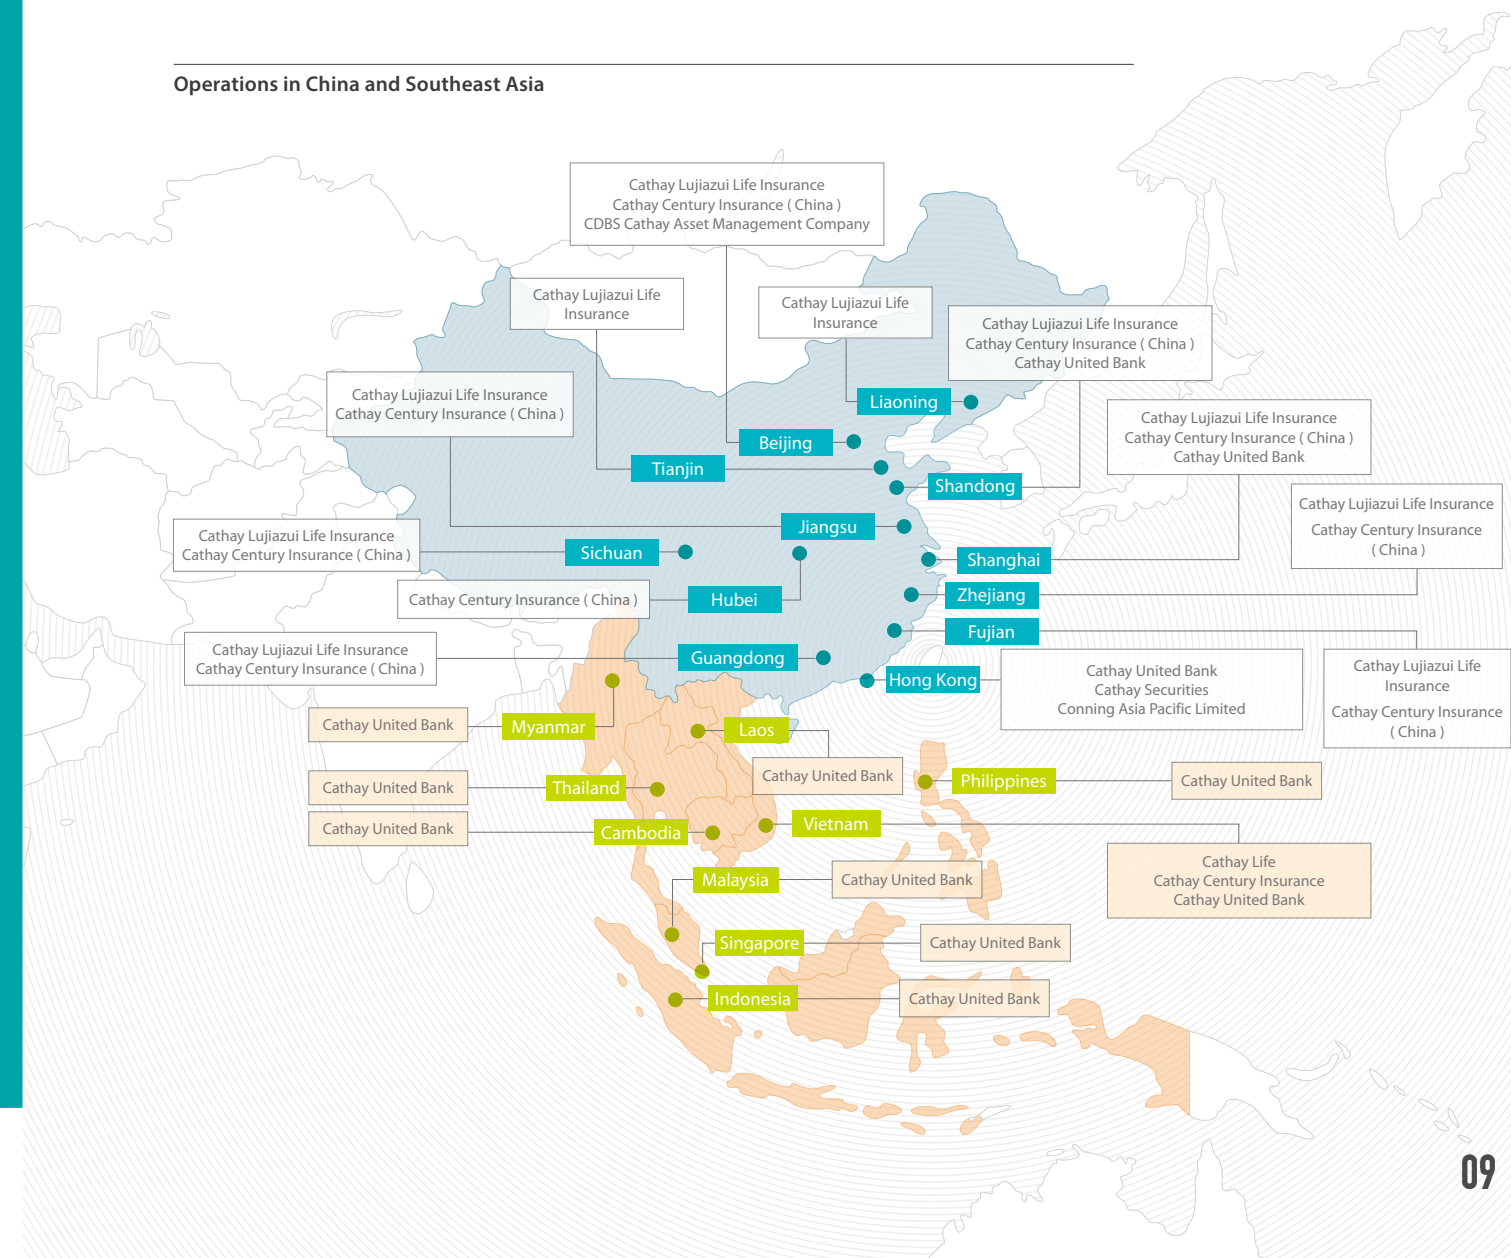 Operations in China and Southeast Asia
Cathay Lujiazui Life Insurance
Cathay Century Insurance ( China )
CDBS Cathay Asset Management Company
Cathay Lujiazui Life
Insurance
Cathay Lujiazui Life
Insurance
Cathay Lujiazui Life Insurance
Cathay Century Insurance ( China )
Cathay United Bank
Cathay Lujiazui Life Insurance
Cathay Century Insurance ( China )
Liaoning
Cathay Lujiazui Life Insurance
Cathay Century Insurance ( China )
Cathay United Bank
Beijing
Tianjin
Shandong
Cathay Lujiazui Life Insurance
Cathay Century Insurance
( China )
Jiangsu
Cathay Lujiazui Life Insurance
Cathay Century Insurance ( China )
Sichuan
Shanghai
Cathay Century Insurance ( China )
Hubei
Zhejiang
Fujian
Cathay Lujiazui Life Insurance
Cathay Century Insurance ( China )
Guangdong
Hong Kong
Cathay United Bank
Cathay Securities
Conning Asia Pacific Limited
Cathay Lujiazui Life
Insurance
Cathay Century Insurance
( China )
Cathay United Bank
Myanmar
Laos
Cathay United Bank
Cathay United Bank
Thailand
Philippines
Cathay United Bank
Cathay United Bank
Cambodia
Vietnam
Cathay Life
Cathay Century Insurance
Cathay United Bank
Malaysia
Cathay United Bank
Singapore
Cathay United Bank
Indonesia
Cathay United Bank
09